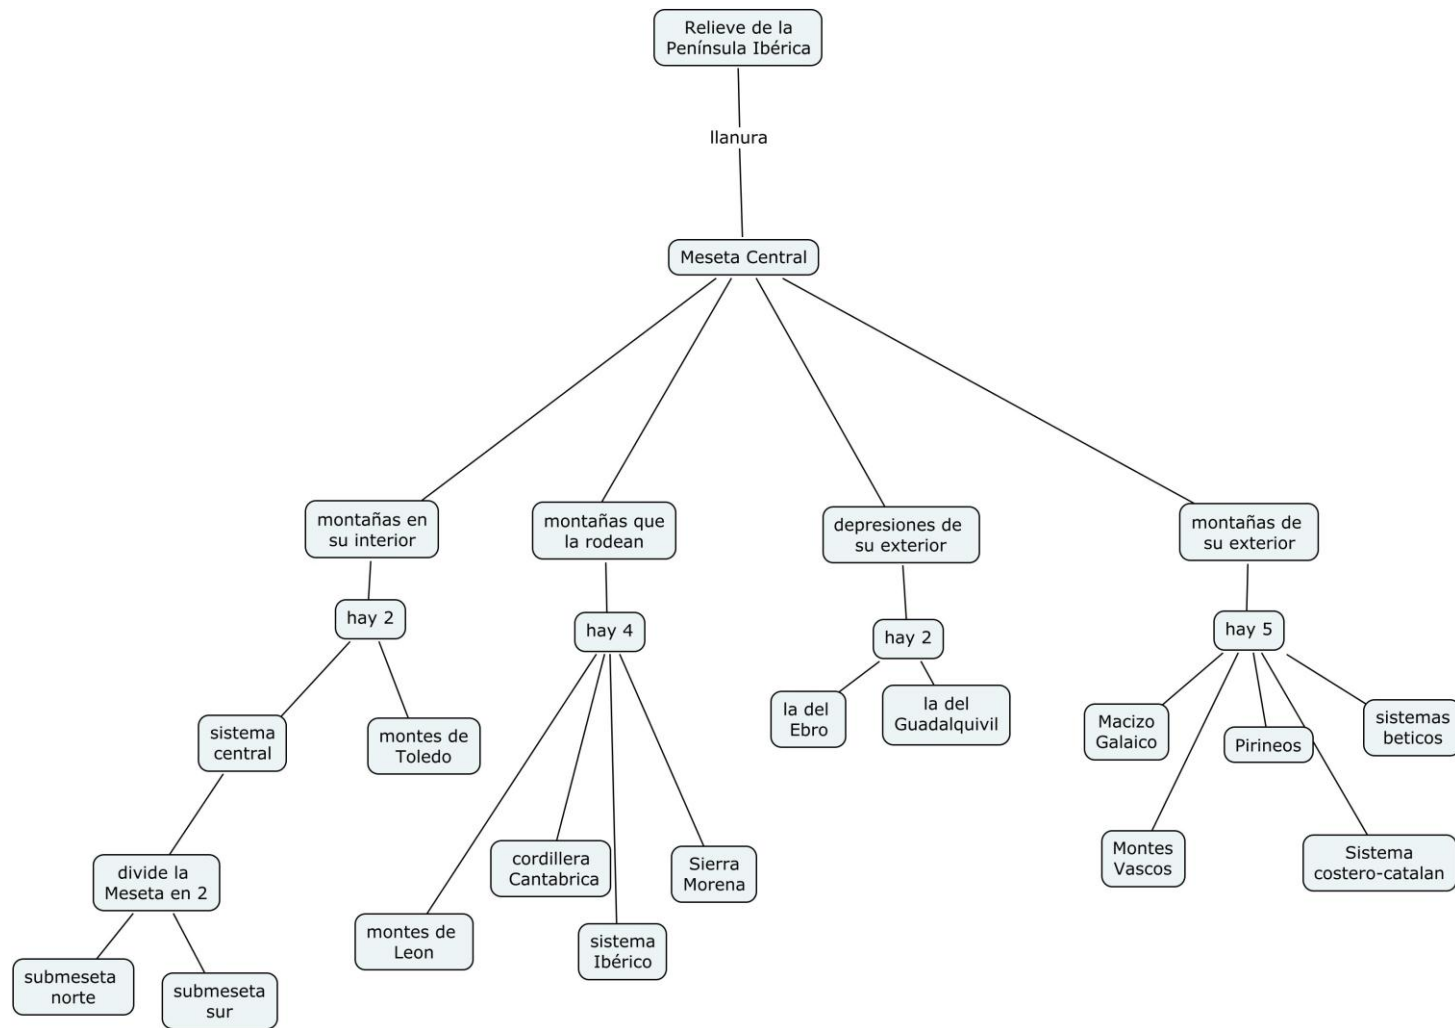 Relieve de la
Península Ibérica
llanura
Meseta Central
montañas en
su interior
montañas que
la rodean
depresiones de
su exterior
montañas de
su exterior
hay 2
hay 4
hay 2
hay 5
sistema
central
montes de
Toledo
la del
Ebro
la del
Guadalquivil
Macizo
Galaico
Pirineos
sistemas
beticos
divide la
Meseta en 2
cordillera
Cantabrica
Sierra
Morena
Montes
Vascos
Sistema
costero-catalan
montes de
Leon
sistema
Ibérico
submeseta
norte
submeseta
sur